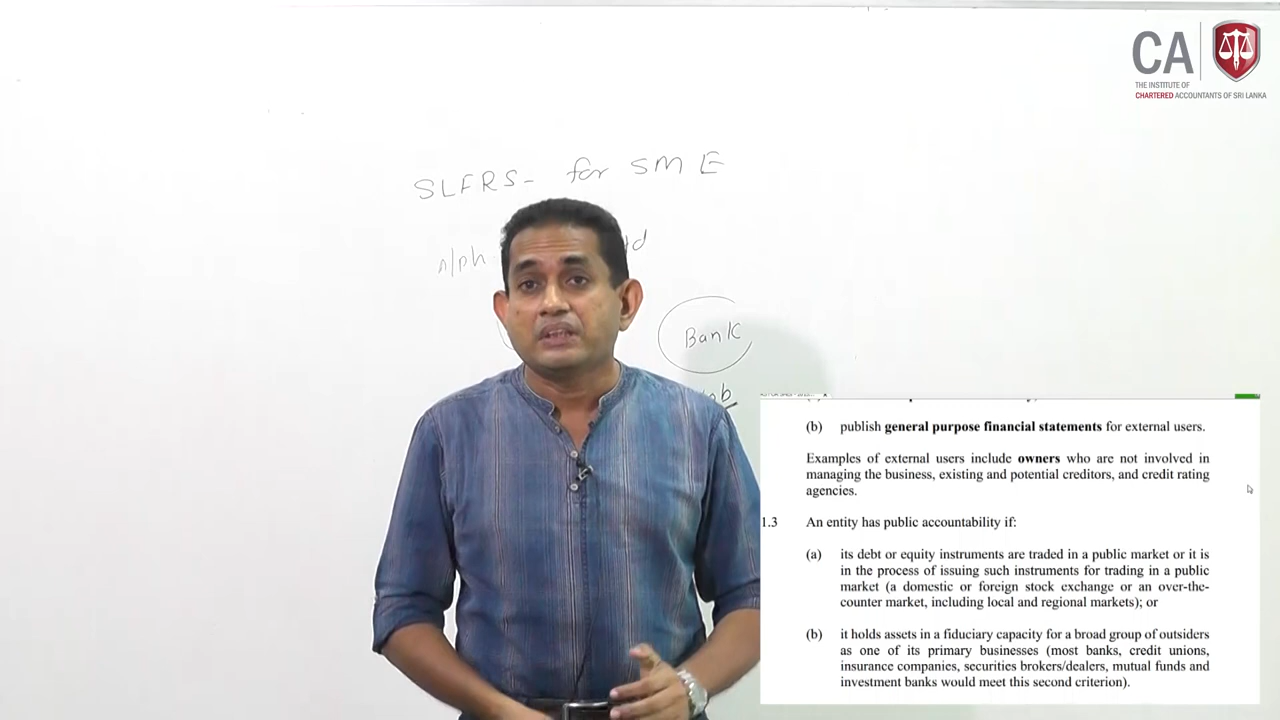 CA
THE INSTITUTE OF
CHARTERED ACCOUNTANTS OF SRI LANKA
SLFRS - for SME
Bank
(b) publish general purpose financial statements for external users.
Examples of external users include owners who are not involved in
managing the business, existing and potential creditors, and credit rating
agencies.
1.3 An entity has public accountability if:
(a) its debt or equity instruments are traded in a public market or it is
in the process of issuing such instruments for trading in a public
market (a domestic or foreign stock exchange or an over-the-
counter market, including local and regional markets); or
(b) it holds assets in a fiduciary capacity for a broad group of outsiders
as one of its primary businesses (most banks, credit unions,
insurance companies, securities brokers/dealers, mutual funds and
investment banks would meet this second criterion).